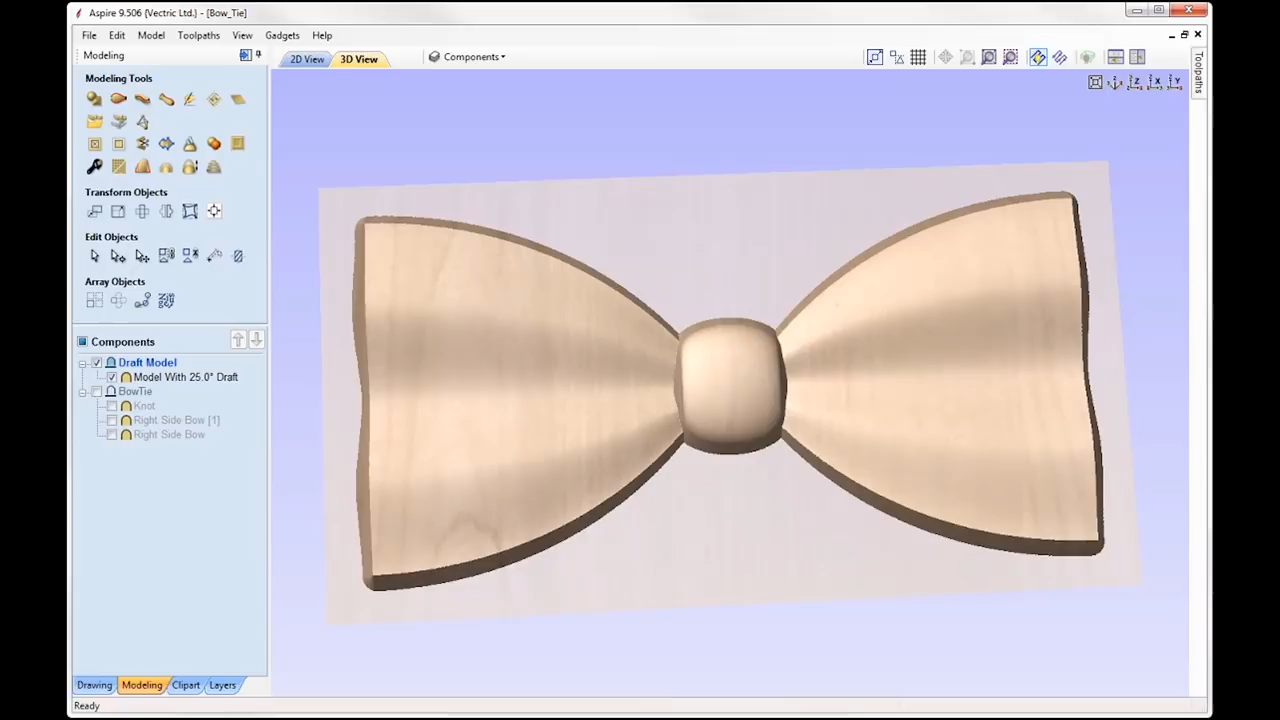 Aspire 9.506 {Vectric Ltd.} - [Bow_Tie]
File Edit Model Toolpaths View Gadgets Help
Modeling
2D View 3D View Components
Toolpaths
Modeling Tools
Z X Y
Transform Objects
Edit Objects
Array Objects
Components
Draft Model
Model With 25.0° Draft
BowTie
Knot
Right Side Bow [1]
Right Side Bow
Drawing Modeling Clipart Layers
Ready